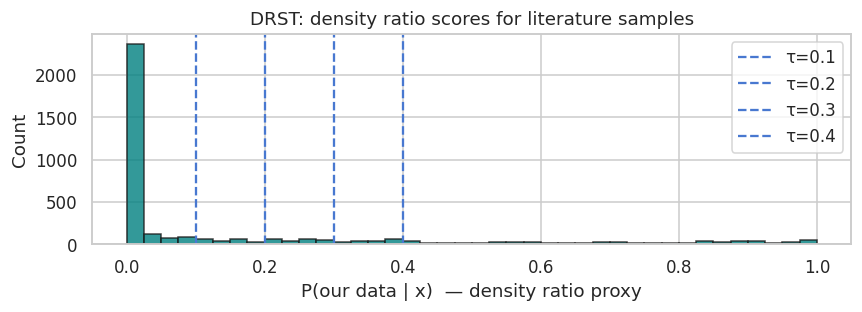 DRST: density ratio scores for literature samples
Count
2000
1500
1000
500
0
τ=0.1
τ=0.2
τ=0.3
τ=0.4
0.0 0.2 0.4 0.6 0.8 1.0
P(our data | x) — density ratio proxy